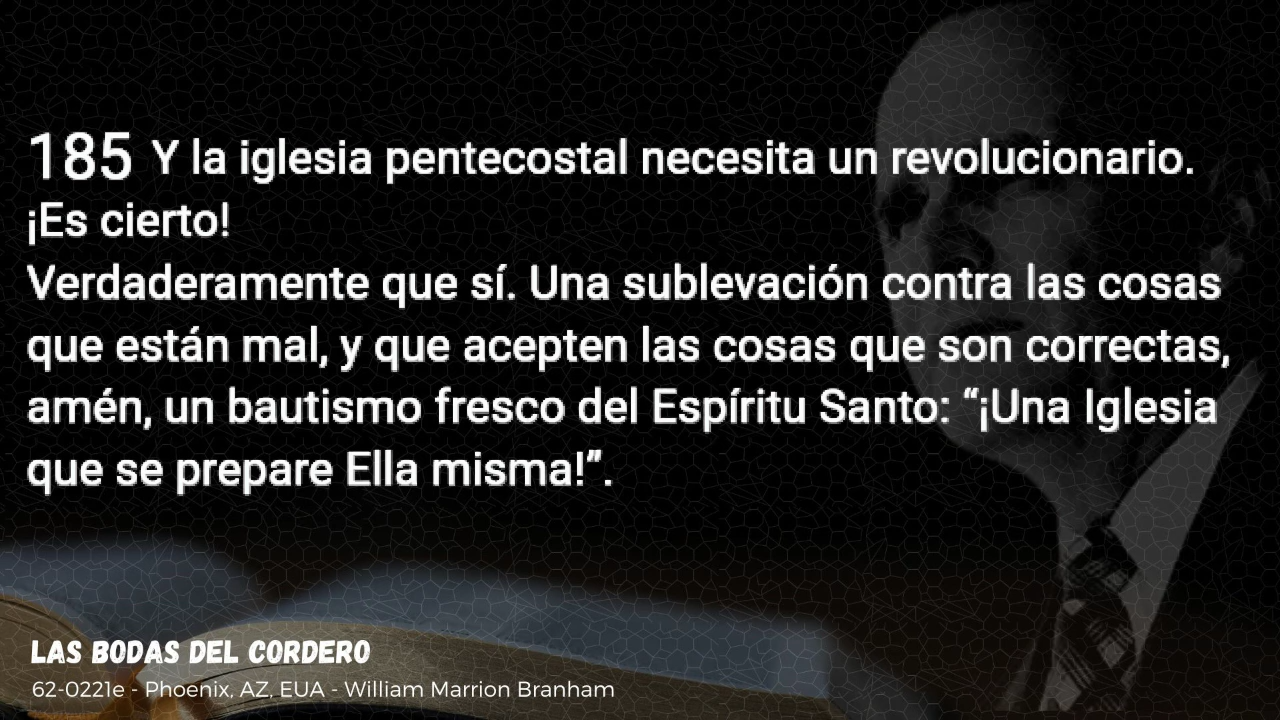 185 Y la iglesia pentecostal necesita un revolucionario.
¡Es cierto!
Verdaderamente que sí. Una sublevación contra las cosas
que están mal, y que acepten las cosas que son correctas,
amén, un bautismo fresco del Espíritu Santo: “¡Una Iglesia
que se prepare Ella misma!”.
LAS BODAS DEL CORDERO
62-0221e - Phoenix, AZ, EUA - William Marrion Branham